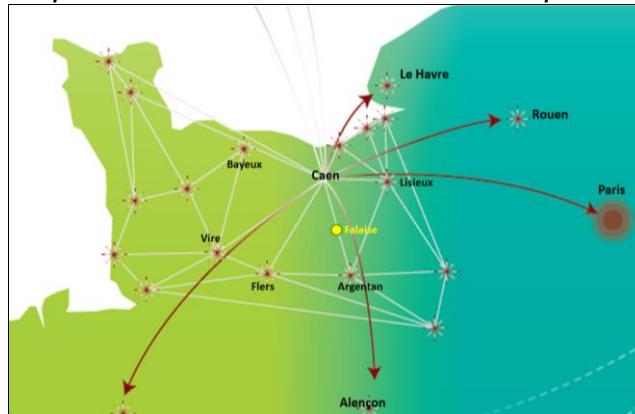 Le Havre
Rouen
Bayeux
Caen
Lisieux
Paris
Falaise
Vire
Flers
Argentan
Alençon